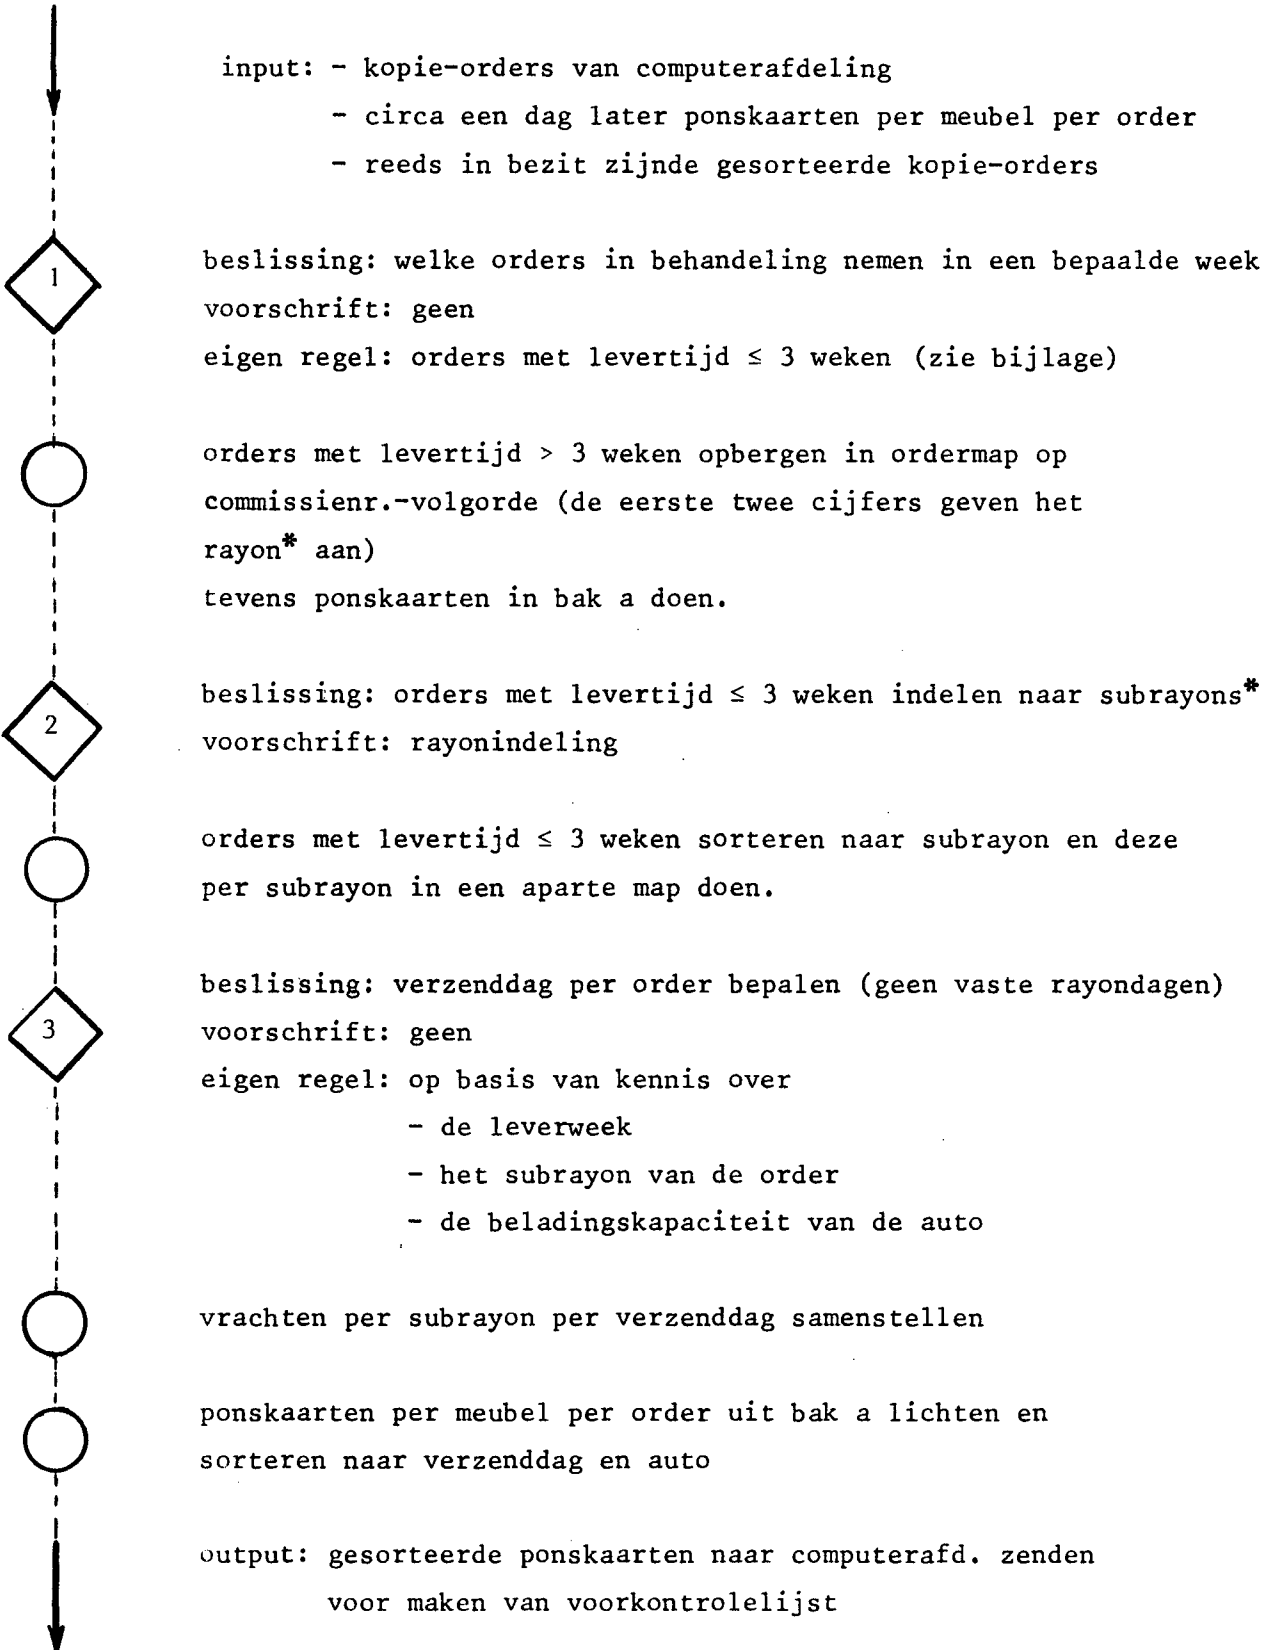 input: - kopie-orders van computerafdeling
- circa een dag later ponskaarten per meubel per order
- reeds in bezit zijnde gesorteerde kopie-orders
1
beslissing: welke orders in behandeling nemen in een bepaalde week
voorschrift: geen
eigen regel: orders met levertijd ≤ 3 weken (zie bijlage)
orders met levertijd > 3 weken opbergen in ordermap op
commissienr.-volgorde (de eerste twee cijfers geven het
rayon* aan)
tevens ponskaarten in bak a doen.
2
beslissing: orders met levertijd ≤ 3 weken indelen naar subrayons*
voorschrift: rayonindeling
orders met levertijd ≤ 3 weken sorteren naar subrayon en deze
per subrayon in een aparte map doen.
3
beslissing: verzenddag per order bepalen (geen vaste rayondagen)
voorschrift: geen
eigen regel: op basis van kennis over
- de leverweek
- het subrayon van de order
- de beladingskapaciteit van de auto
vrachten per subrayon per verzenddag samenstellen
ponskaarten per meubel per order uit bak a lichten en
sorteren naar verzenddag en auto
output: gesorteerde ponskaarten naar computerafd. zenden
voor maken van voorkontrolelijst